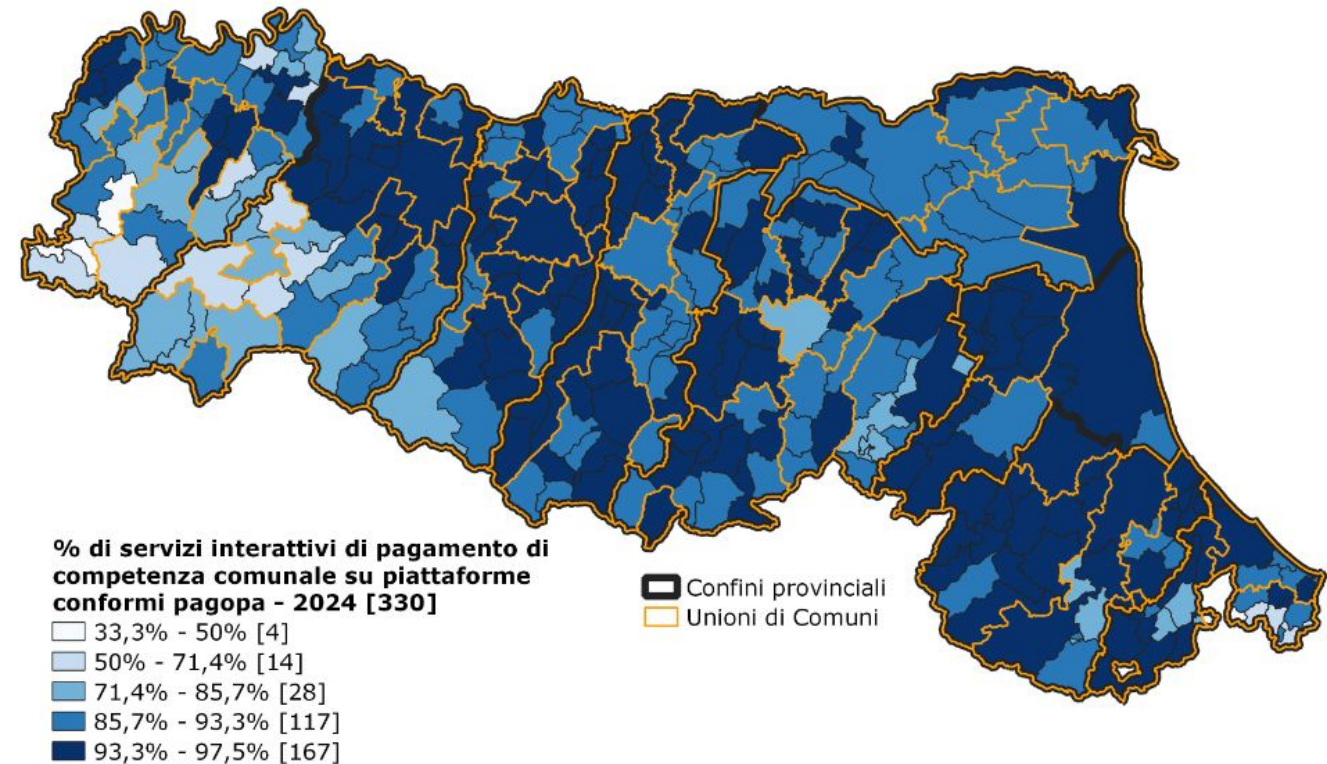 % di servizi interattivi di pagamento di
competenza comunale su piattaforme
conformi pagopa - 2024 [330]
33,3% - 50% [4]
50% - 71,4% [14]
71,4% - 85,7% [28]
85,7% - 93,3% [117]
93,3% - 97,5% [167]
Confini provinciali
Unioni di Comuni